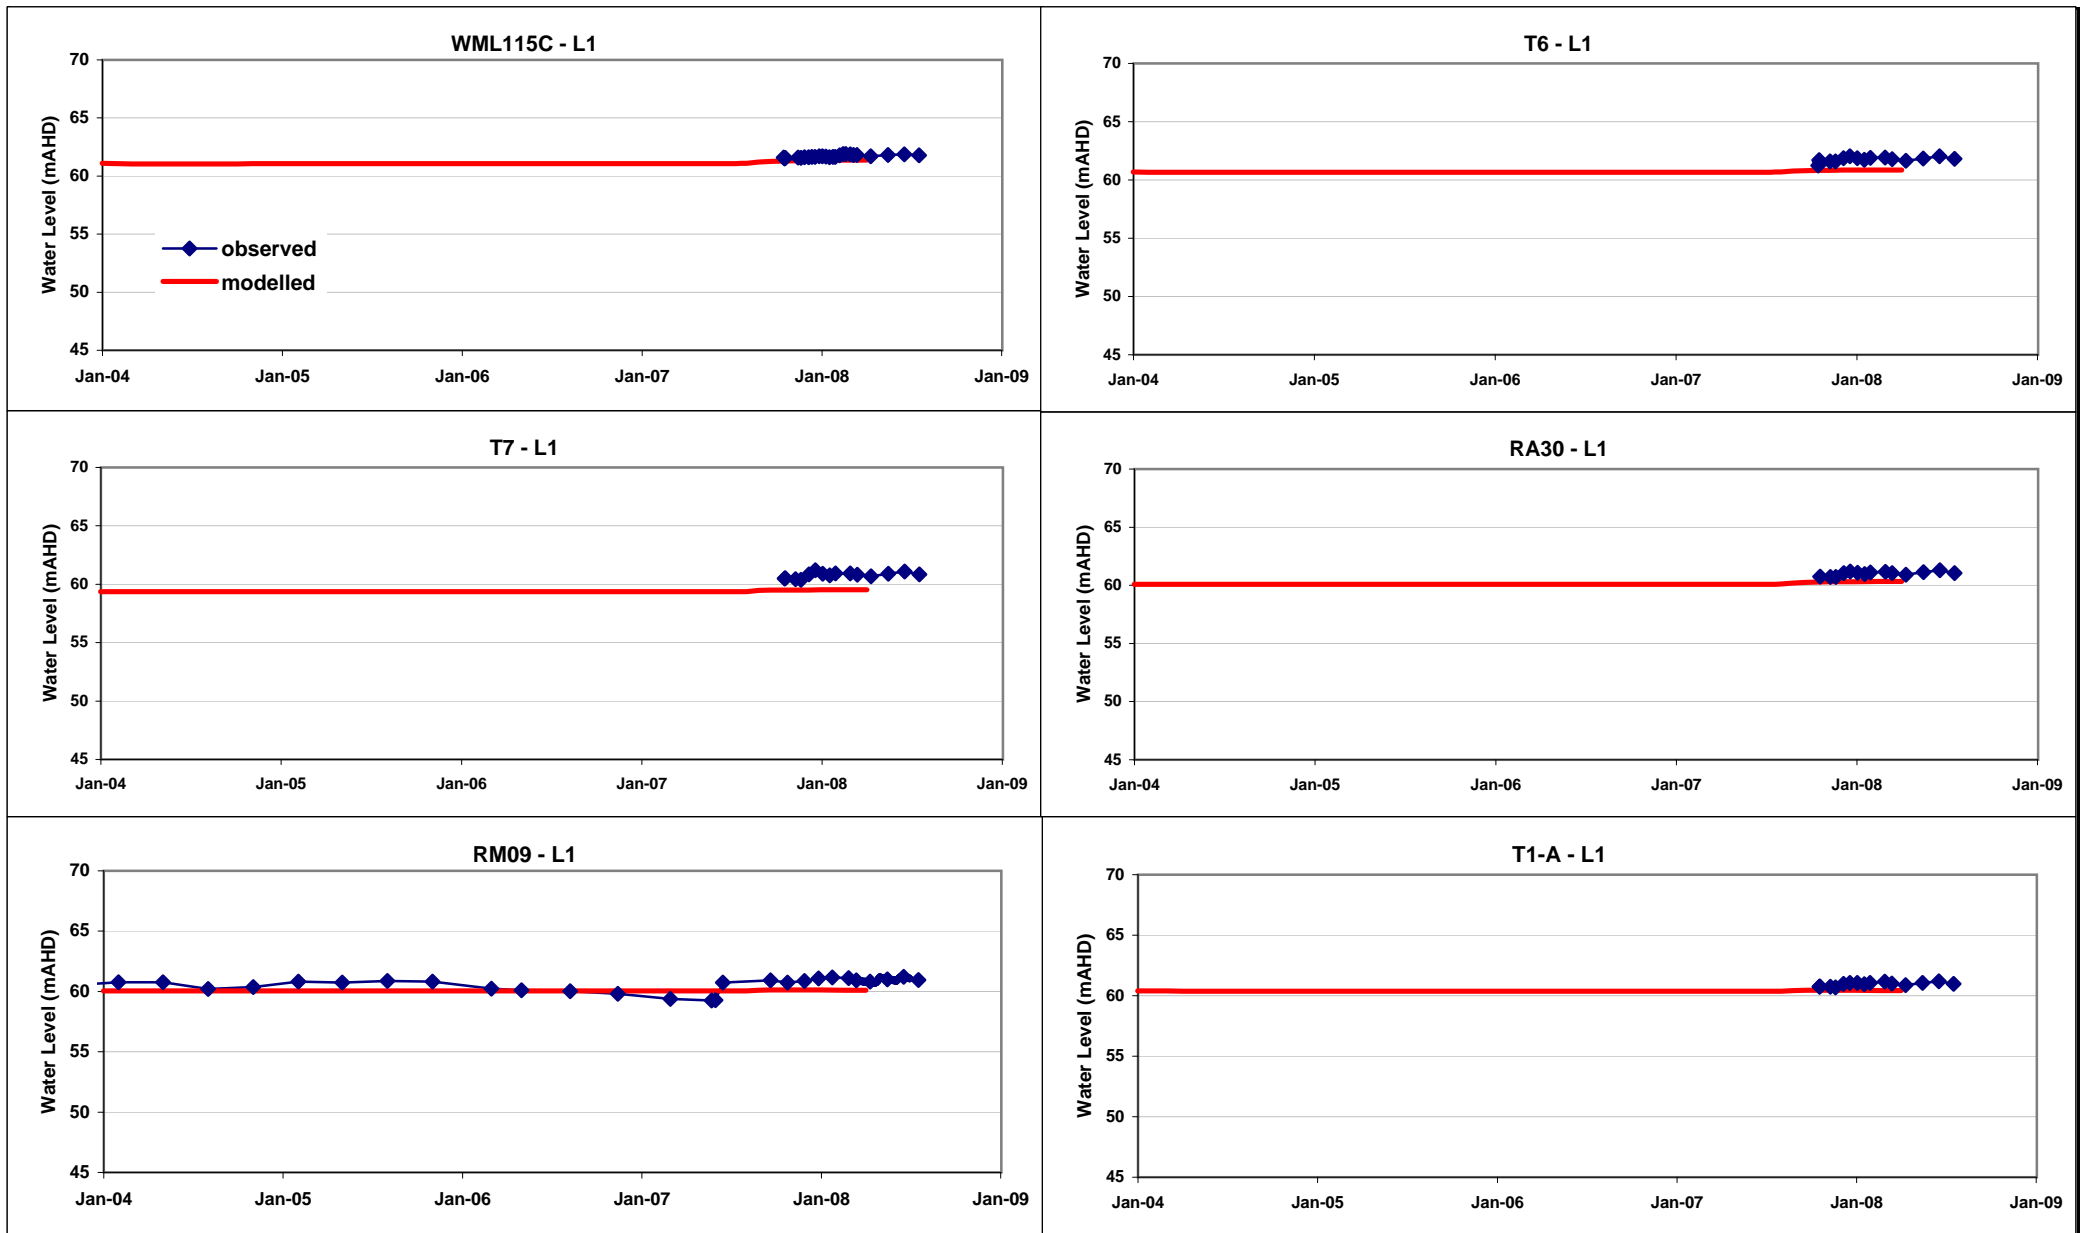 WML115C - L1
70
65
60
55
50
45
Water Level (mAHD)
observed
modelled
Jan-04 Jan-05 Jan-06 Jan-07 Jan-08 Jan-09
T6 - L1
70
65
60
55
50
45
Water Level (mAHD)
Jan-04 Jan-05 Jan-06 Jan-07 Jan-08 Jan-09
T7 - L1
70
65
60
55
50
45
Water Level (mAHD)
Jan-04 Jan-05 Jan-06 Jan-07 Jan-08 Jan-09
RA30 - L1
70
65
60
55
50
45
Water Level (mAHD)
Jan-04 Jan-05 Jan-06 Jan-07 Jan-08 Jan-09
RM09 - L1
70
65
60
55
50
45
Water Level (mAHD)
Jan-04 Jan-05 Jan-06 Jan-07 Jan-08 Jan-09
T1-A - L1
70
65
60
55
50
45
Water Level (mAHD)
Jan-04 Jan-05 Jan-06 Jan-07 Jan-08 Jan-09